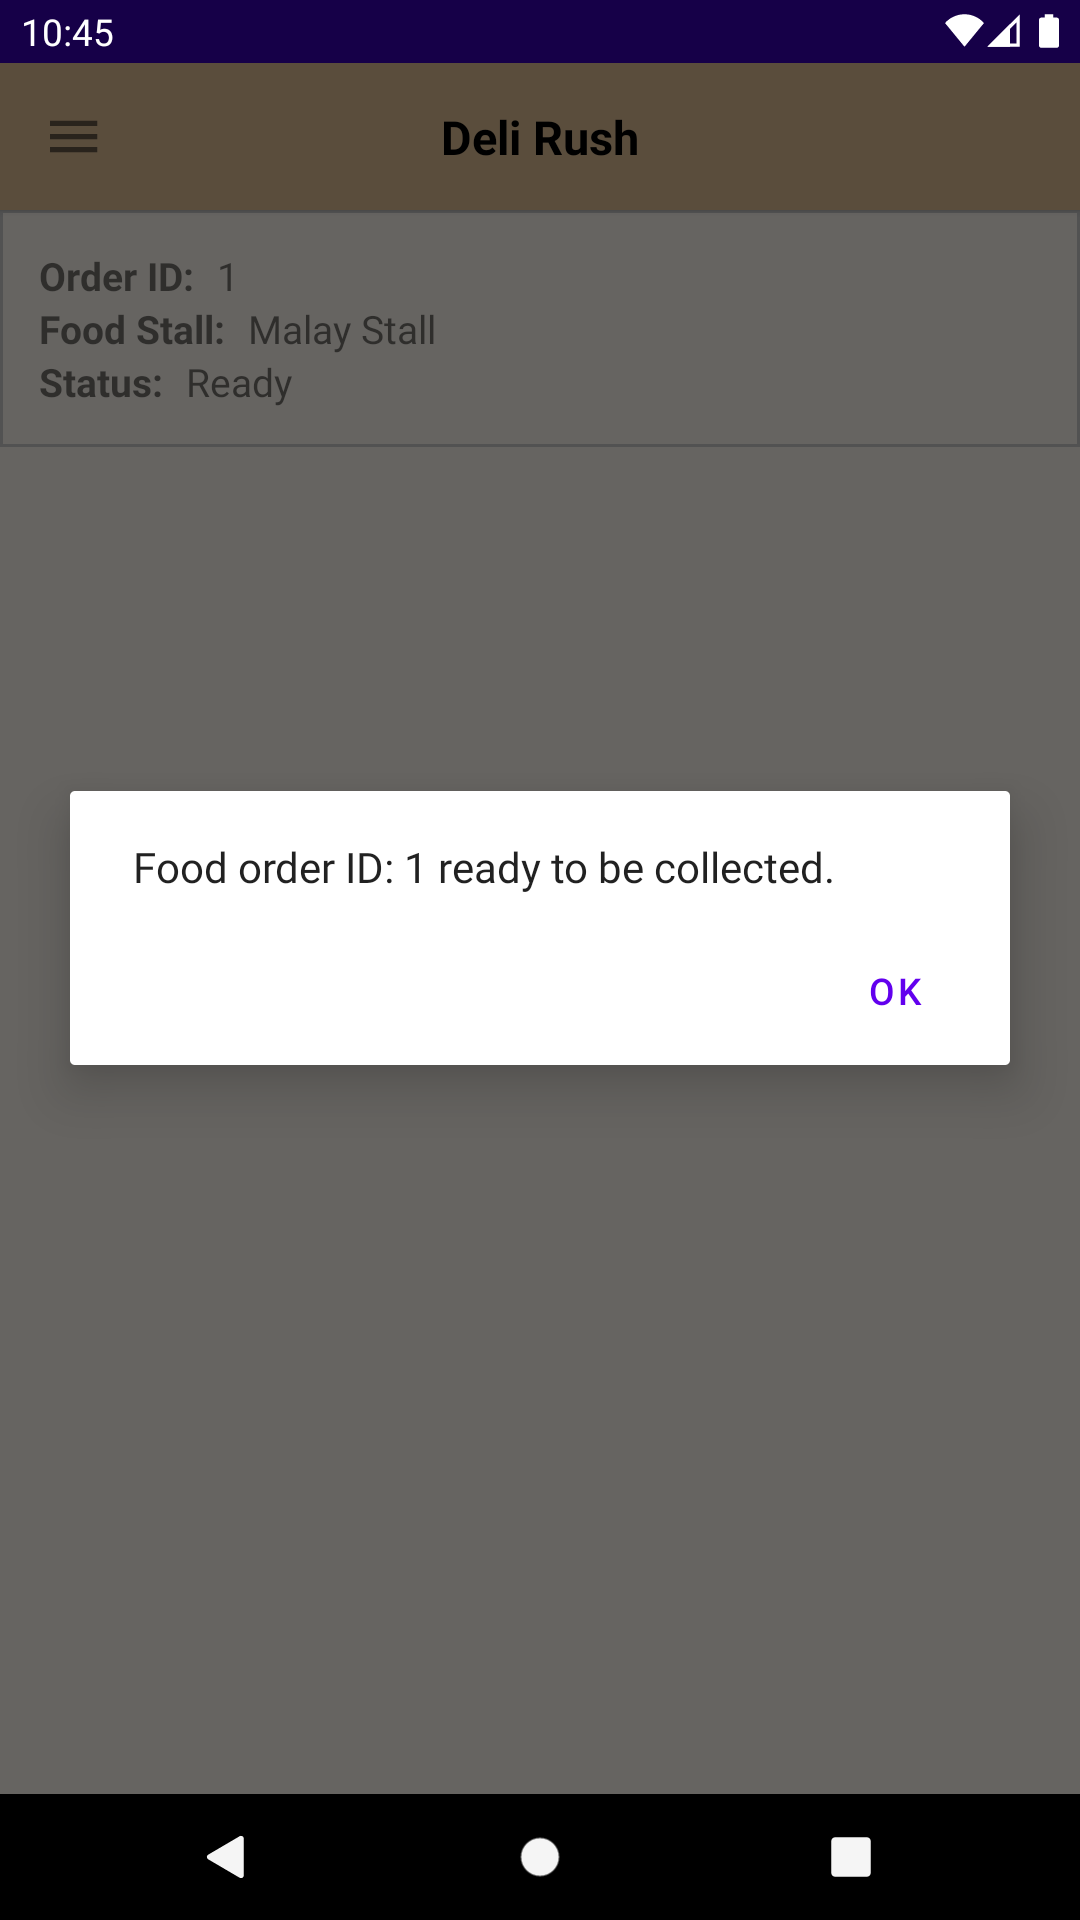 10:45
Deli Rush
Order ID: 1
Food Stall: Malay Stall
Status: Ready
Food order ID: 1 ready to be collected.
OK